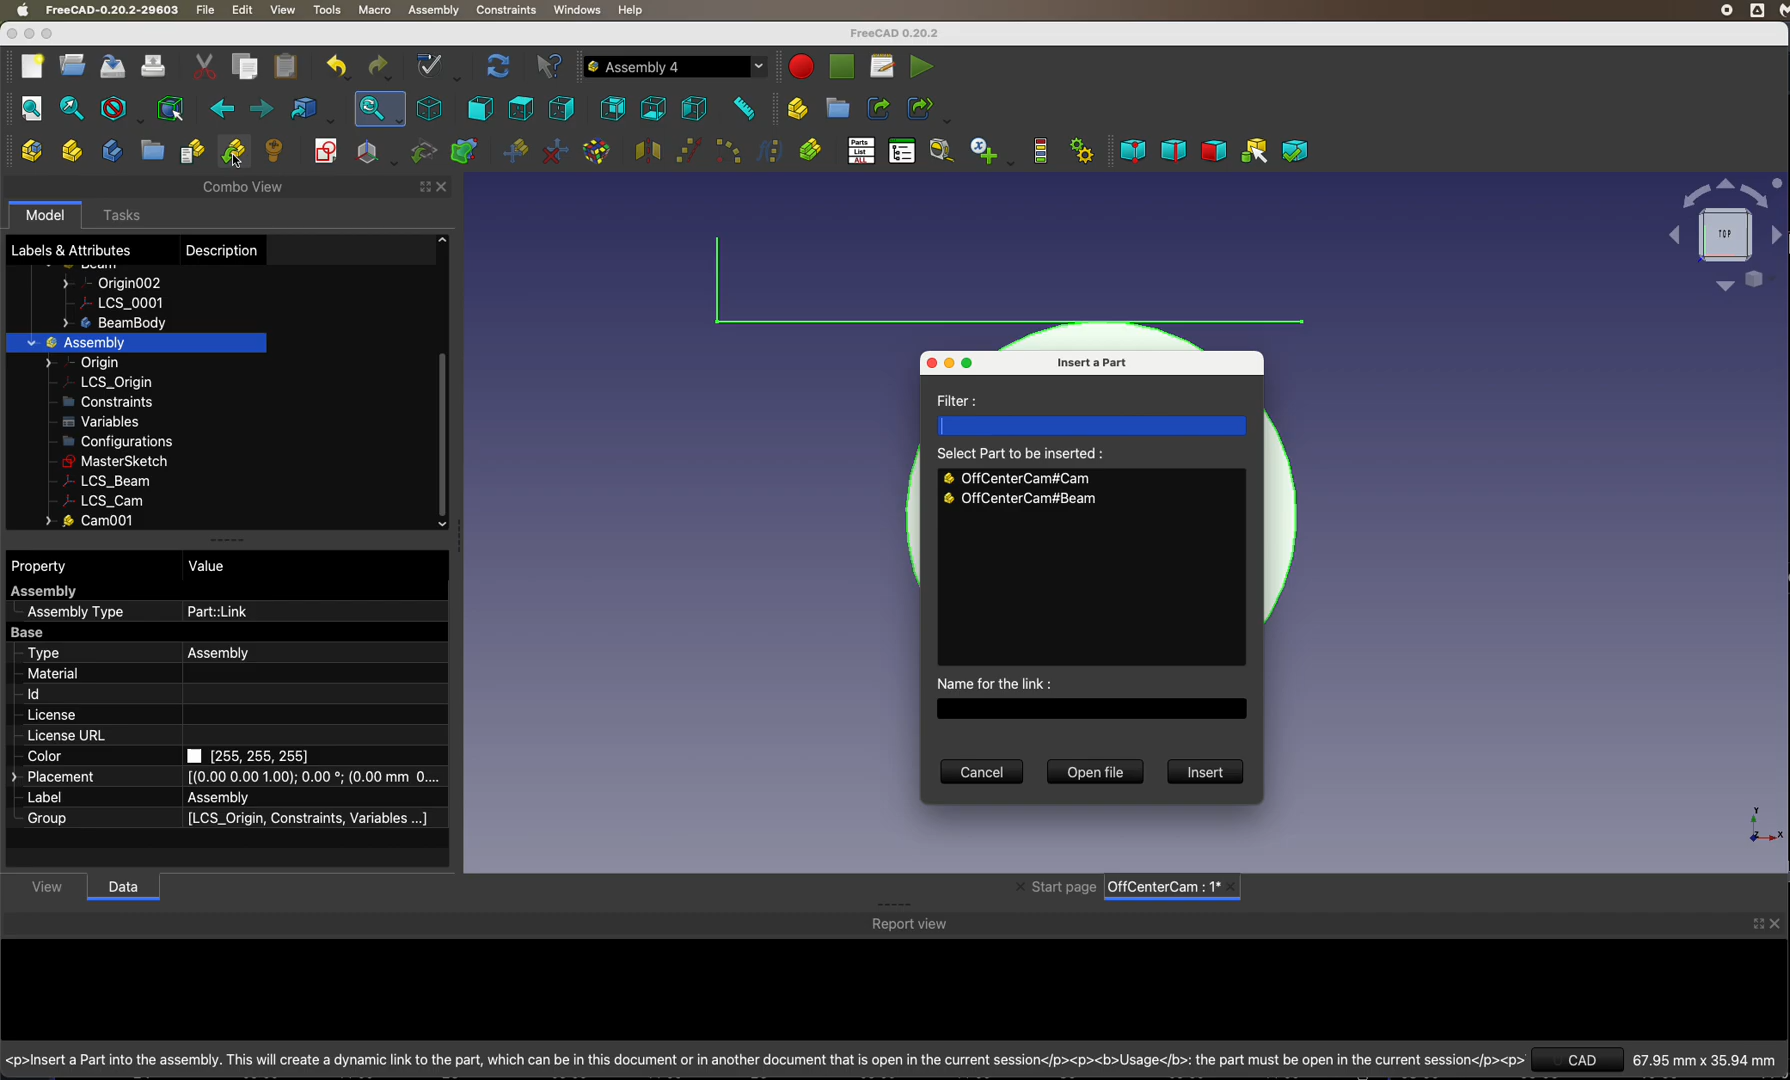 FreeCAD-0.20.2-29603 File Edit View Tools Macro Assembly Constraints Windows Help
FreeCAD 0.20.2
Assembly 4
Parts
List
ALL
Combo View
Model Tasks
Labels & Attributes Description
Beam
Origin002
LCS_0001
BeamBody
Assembly
Origin
LCS_Origin
Constraints
Variables
Configurations
MasterSketch
LCS_Beam
LCS_Cam
Cam001
Property Value
Assembly
Assembly Type Part::Link
Base
Type Assembly
Material
Id
License
License URL
Color [255, 255, 255]
Placement [(0.00 0.00 1.00); 0.00 °; (0.00 mm 0....
Label Assembly
Group [LCS_Origin, Constraints, Variables ...]
View Data
TOP
Insert a Part
Filter :
Select Part to be inserted :
OffCenterCam#Cam
OffCenterCam#Beam
Name for the link :
Cancel Open file Insert
Y
Z X
Start page OffCenterCam : 1*
Report view
<p>Insert a Part into the assembly. This will create a dynamic link to the part, which can be in this document or in another document that is open in the current session</p><p><b>Usage</b>: the part must be open in the current session</p><p> CAD 67.95 mm x 35.94 mm